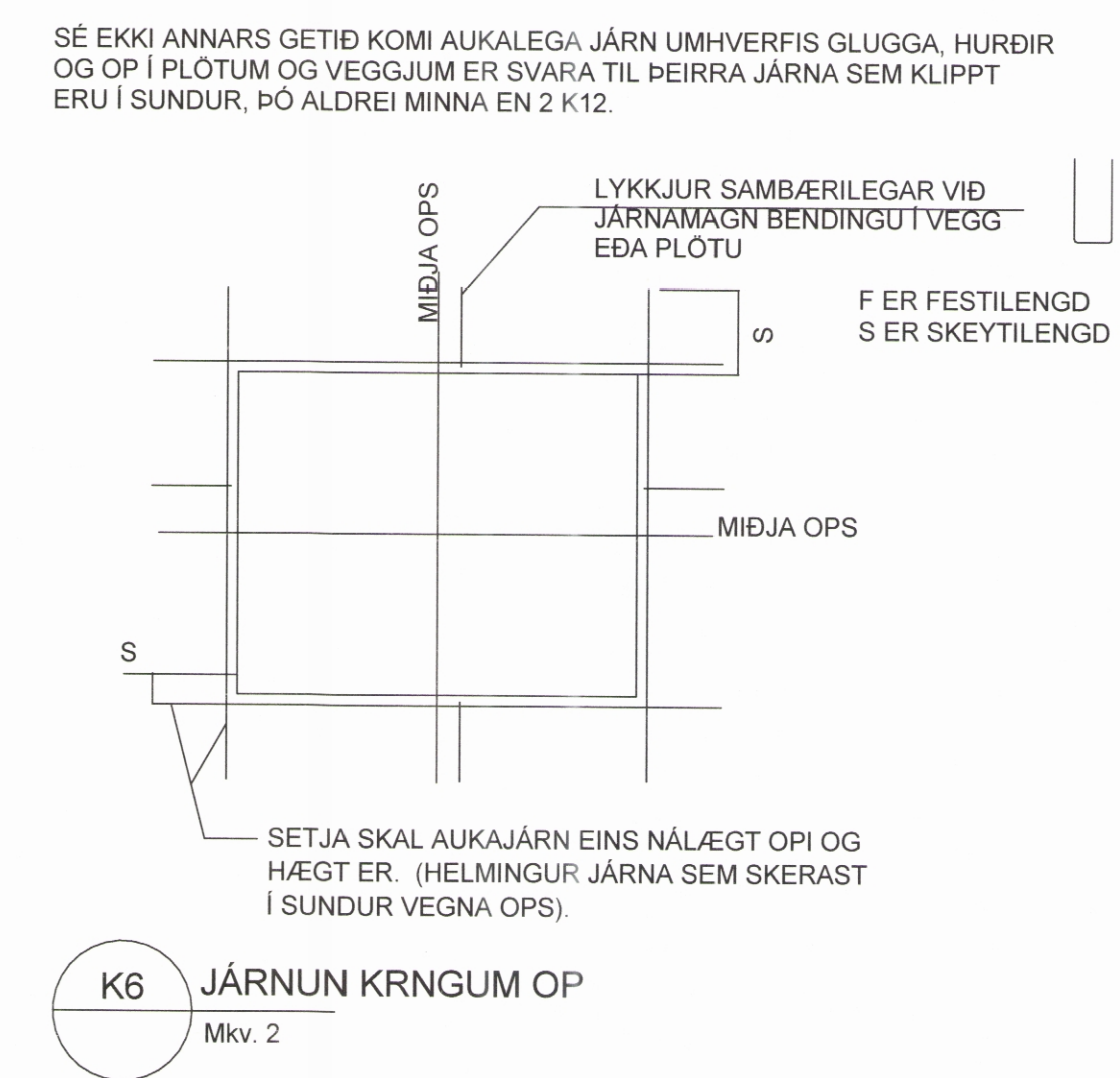 SÉ EKKI ANNARS GETIÐ KOMI AUKALEGA JÁRN UMHVERFIS GLUGGA, HURÐIR
OG OP Í PLÖTUM OG VEGGJUM ER SVARA TIL ÞEIRRA JÁRNA SEM KLIPPT
ERU Í SUNDUR, ÞÓ ALDREI MINNA EN 2 K12.
MIÐJA OPS
LYKKJUR SAMBÆRILEGAR VIÐ
JÁRNAMAGN BENDINGU Í VEGG
EÐA PLÖTU
F ER FESTILENGD
S ER SKEYTILENGD
S
MIÐJA OPS
S
SETJA SKAL AUKAJÁRN EINS NÁLÆGT OPI OG
HÆGT ER. (HELMINGUR JÁRNA SEM SKERAST
Í SUNDUR VEGNA OPS).
K6
JÁRNUN KRNGUM OP
Mkv. 2